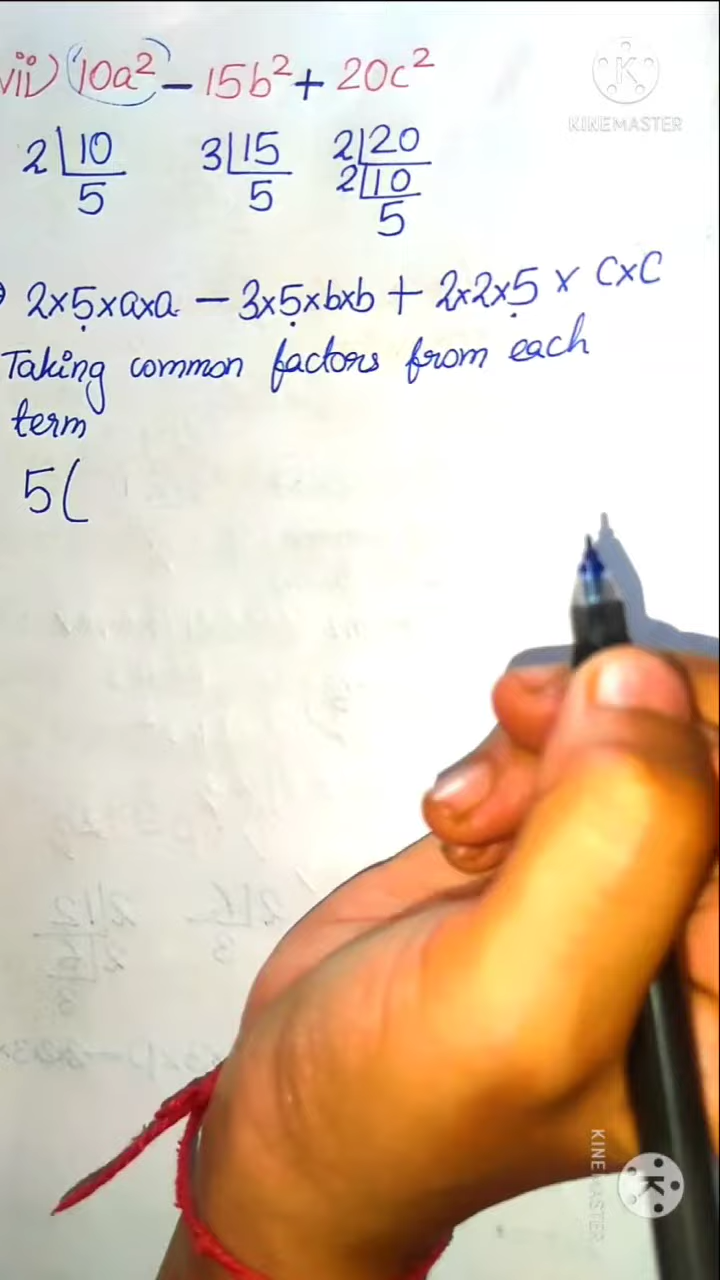 vii) (10a² - 15b² + 20c²
2 10 3 15 2 20
5 5 2 10
5
2×5×a×a - 3×5×b×b + 2×2×5 × c×c
Taking common factors from each
term
5(
KINEMASTER
KINEMASTER